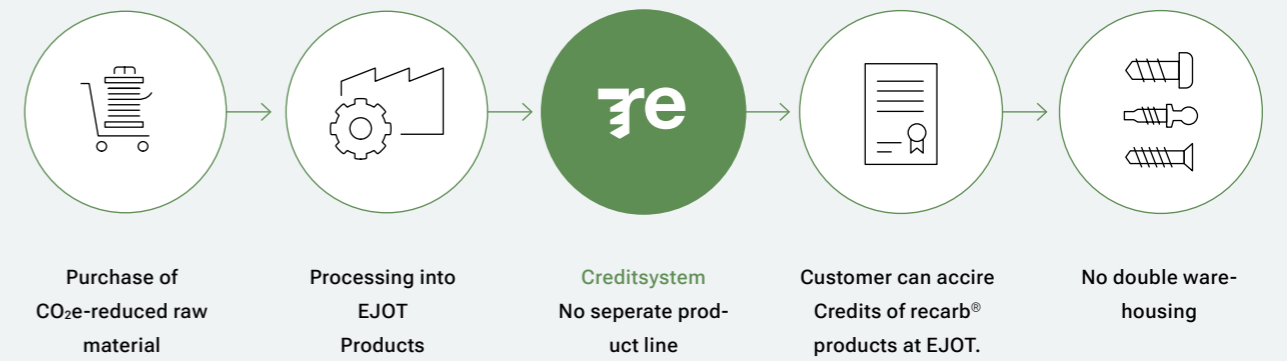 re
Purchase of
CO₂e-reduced raw
material
Processing into
EJOT
Products
Creditsystem
No seperate prod-
uct line
Customer can accire
Credits of recarb®
products at EJOT.
No double ware-
housing